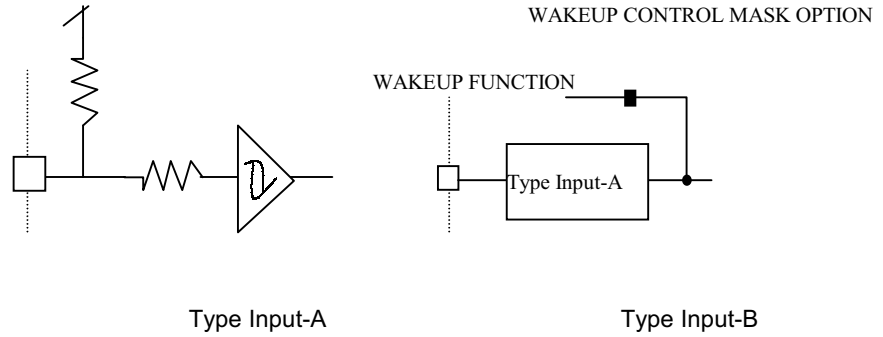 WAKEUP CONTROL MASK OPTION
WAKEUP FUNCTION
Type Input-A
Type Input-A
Type Input-B